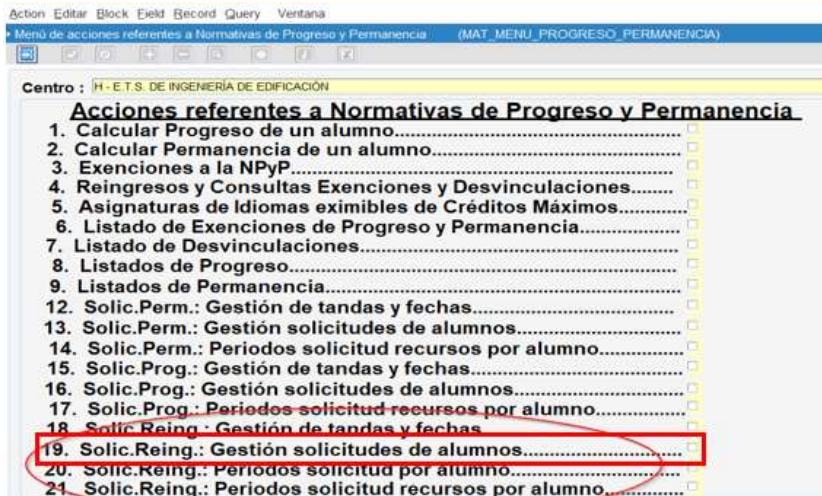 Action Editar Block Field Record Query Ventana
Menú de acciones referentes a Normativas de Progreso y Permanencia (MAT_MENU_PROGRESO_PERMANENCIA)
Centro : H - E.T.S. DE INGENIERÍA DE EDIFICACIÓN
Acciones referentes a Normativas de Progreso y Permanencia
1. Calcular Progreso de un alumno
2. Calcular Permanencia de un alumno
3. Exenciones a la NPyP
4. Reingresos y Consultas Exenciones y Desvinculaciones
5. Asignaturas de Idiomas eximibles de Créditos Máximos
6. Listado de Exenciones de Progreso y Permanencia
7. Listado de Desvinculaciones
8. Listados de Progreso
9. Listados de Permanencia
12. Solic.Perm.: Gestión de tandas y fechas
13. Solic.Perm.: Gestión solicitudes de alumnos
14. Solic.Perm.: Periodos solicitud recursos por alumno
15. Solic.Prog.: Gestión de tandas y fechas
16. Solic.Prog.: Gestión solicitudes de alumnos
17. Solic.Prog.: Periodos solicitud recursos por alumno
18. Solic.Reing.: Gestión de tandas y fechas
19. Solic.Reing.: Gestión solicitudes de alumnos
20. Solic.Reing.: Periodos solicitud por alumno
21. Solic.Reing.: Periodos solicitud recursos por alumno